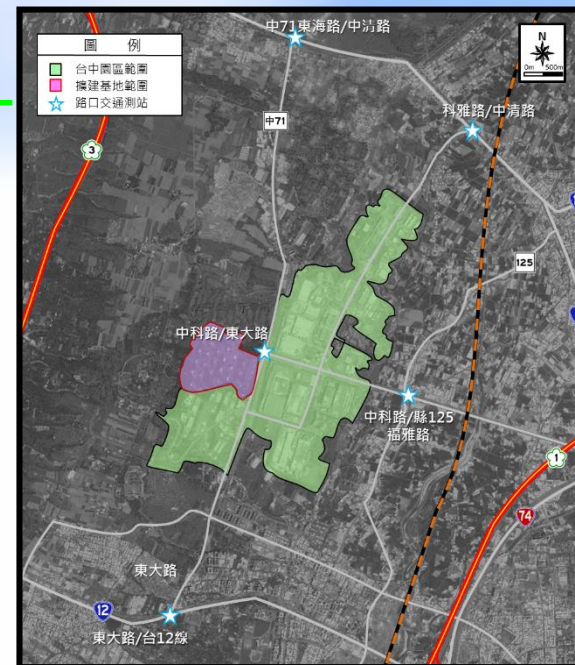 圖 例
台中園區範圍
擴建基地範圍
路口交通測站
中71東海路/中清路
N
0m 500m
科雅路/中清路
3
中71
125
中科路/東大路
中科路/縣125
福雅路
1
74
東大路
12
東大路/台12線